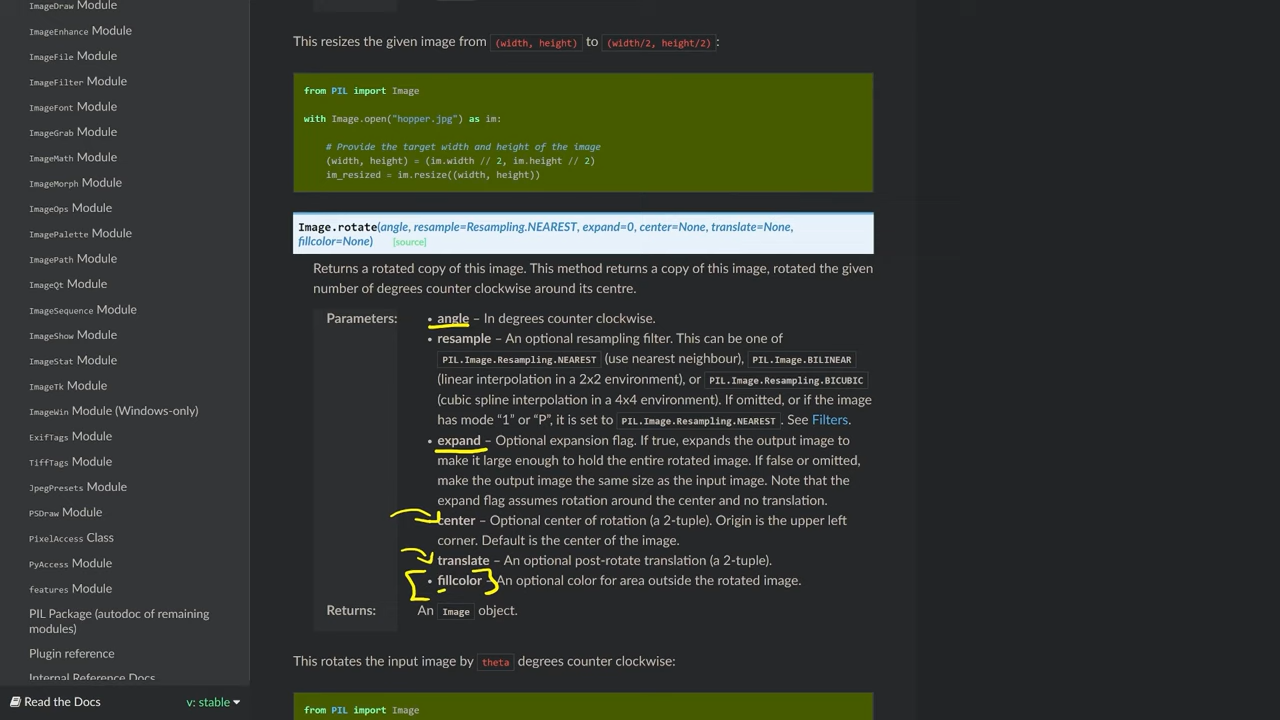 ImageDraw Module
ImageEnhance Module
ImageFile Module
ImageFilter Module
ImageFont Module
ImageGrab Module
ImageMath Module
ImageMorph Module
ImageOps Module
ImagePalette Module
ImagePath Module
ImageQt Module
ImageSequence Module
ImageShow Module
ImageStat Module
ImageTk Module
ImageWin Module (Windows-only)
ExifTags Module
TiffTags Module
JpegPresets Module
PSDraw Module
PixelAccess Class
PyAccess Module
features Module
PIL Package (autodoc of remaining
modules)
Plugin reference
Internal Reference Docs
Read the Docs
v: stable
This resizes the given image from (width, height) to (width/2, height/2):
from PIL import Image
with Image.open("hopper.jpg") as im:
# Provide the target width and height of the image
(width, height) = (im.width // 2, im.height // 2)
im_resized = im.resize((width, height))
Image.rotate(angle, resample=Resampling.NEAREST, expand=0, center=None, translate=None,
fillcolor=None) [source]
Returns a rotated copy of this image. This method returns a copy of this image, rotated the given
number of degrees counter clockwise around its centre.
Parameters:
• angle – In degrees counter clockwise.
• resample – An optional resampling filter. This can be one of
PIL.Image.Resampling.NEAREST (use nearest neighbour), PIL.Image.BILINEAR
(linear interpolation in a 2x2 environment), or PIL.Image.Resampling.BICUBIC
(cubic spline interpolation in a 4x4 environment). If omitted, or if the image
has mode “1” or “P”, it is set to PIL.Image.Resampling.NEAREST. See Filters.
• expand – Optional expansion flag. If true, expands the output image to
make it large enough to hold the entire rotated image. If false or omitted,
make the output image the same size as the input image. Note that the
expand flag assumes rotation around the center and no translation.
center – Optional center of rotation (a 2-tuple). Origin is the upper left
corner. Default is the center of the image.
translate – An optional post-rotate translation (a 2-tuple).
• fillcolor – An optional color for area outside the rotated image.
Returns: An Image object.
This rotates the input image by theta degrees counter clockwise:
from PIL import Image